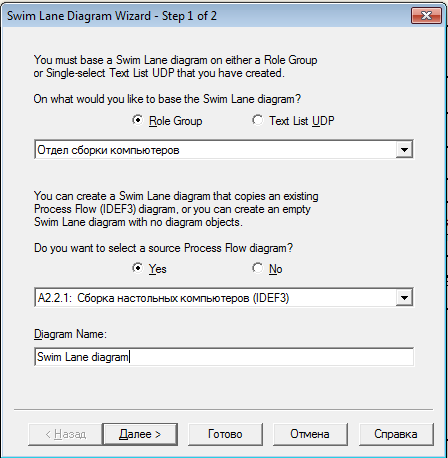 Swim Lane Diagram Wizard - Step 1 of 2
You must base a Swim Lane diagram on either a Role Group
or Single-select Text List UDP that you have created.
On what would you like to base the Swim Lane diagram?
Role Group Text List UDP
Отдел сборки компьютеров
You can create a Swim Lane diagram that copies an existing
Process Flow (IDEF3) diagram, or you can create an empty
Swim Lane diagram with no diagram objects.
Do you want to select a source Process Flow diagram?
Yes No
A2.2.1: Сборка настольных компьютеров (IDEF3)
Diagram Name:
Swim Lane diagram
< Назад Далее > Готово Отмена Справка